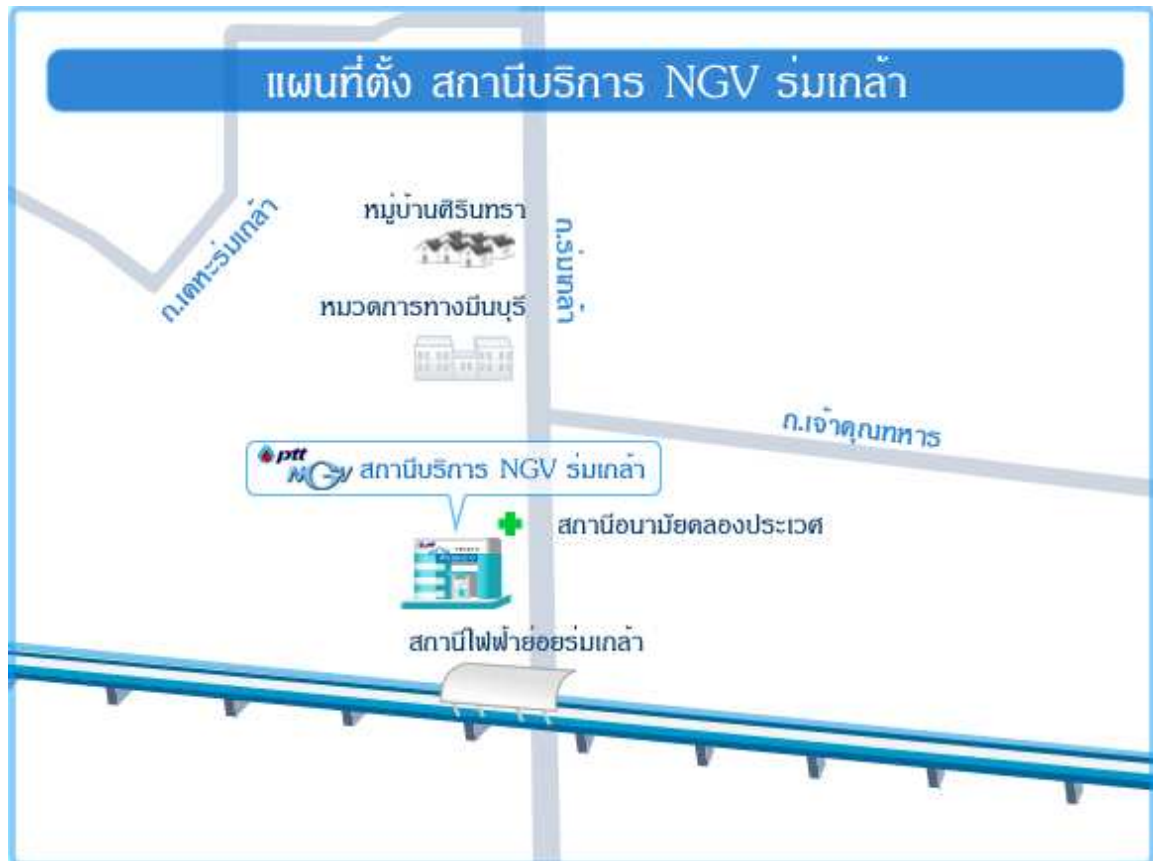 แผนที่ตั้ง สถานีบริการ NGV ร่มเกล้า
หมู่บ้านศิรินทรา
ถ.เคหะร่มเกล้า
ถ.ร่มเกล้า
หมวดการทางมีนบุรี
ถ.เจ้าคุณทหาร
ptt
NGV สถานีบริการ NGV ร่มเกล้า
สถานีอนามัยคลองประเวศ
สถานีไฟฟ้าย่อยร่มเกล้า